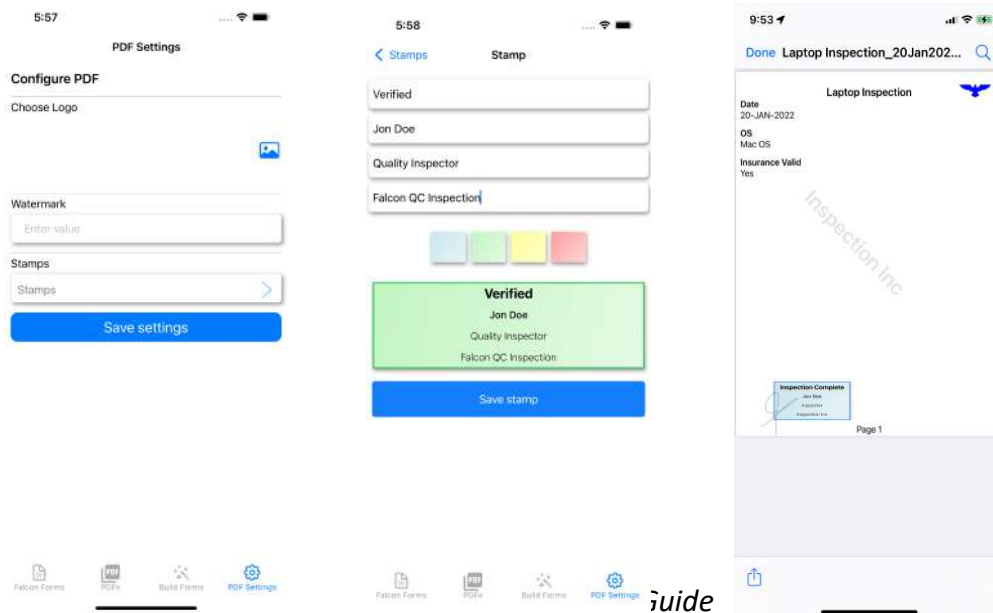 5:57
PDF Settings
Configure PDF
Choose Logo
Watermark
Enter value
Stamps
Stamps
Save settings
Falcon Forms
PDFs
Build Forms
PDF Settings
5:58
Stamps
Stamp
Verified
Jon Doe
Quality Inspector
Falcon QC Inspection
Verified
Jon Doe
Quality Inspector
Falcon QC Inspection
Save stamp
Falcon Forms
PDFs
Build Forms
PDF Settings
Guide
9:53
Done Laptop Inspection_20Jan202...
Laptop Inspection
Date
20-JAN-2022
OS
Mac OS
Insurance Valid
Yes
Inspection Inc
Inspection Complete
Jon Doe
Inspector
Inspection Inc
Page 1